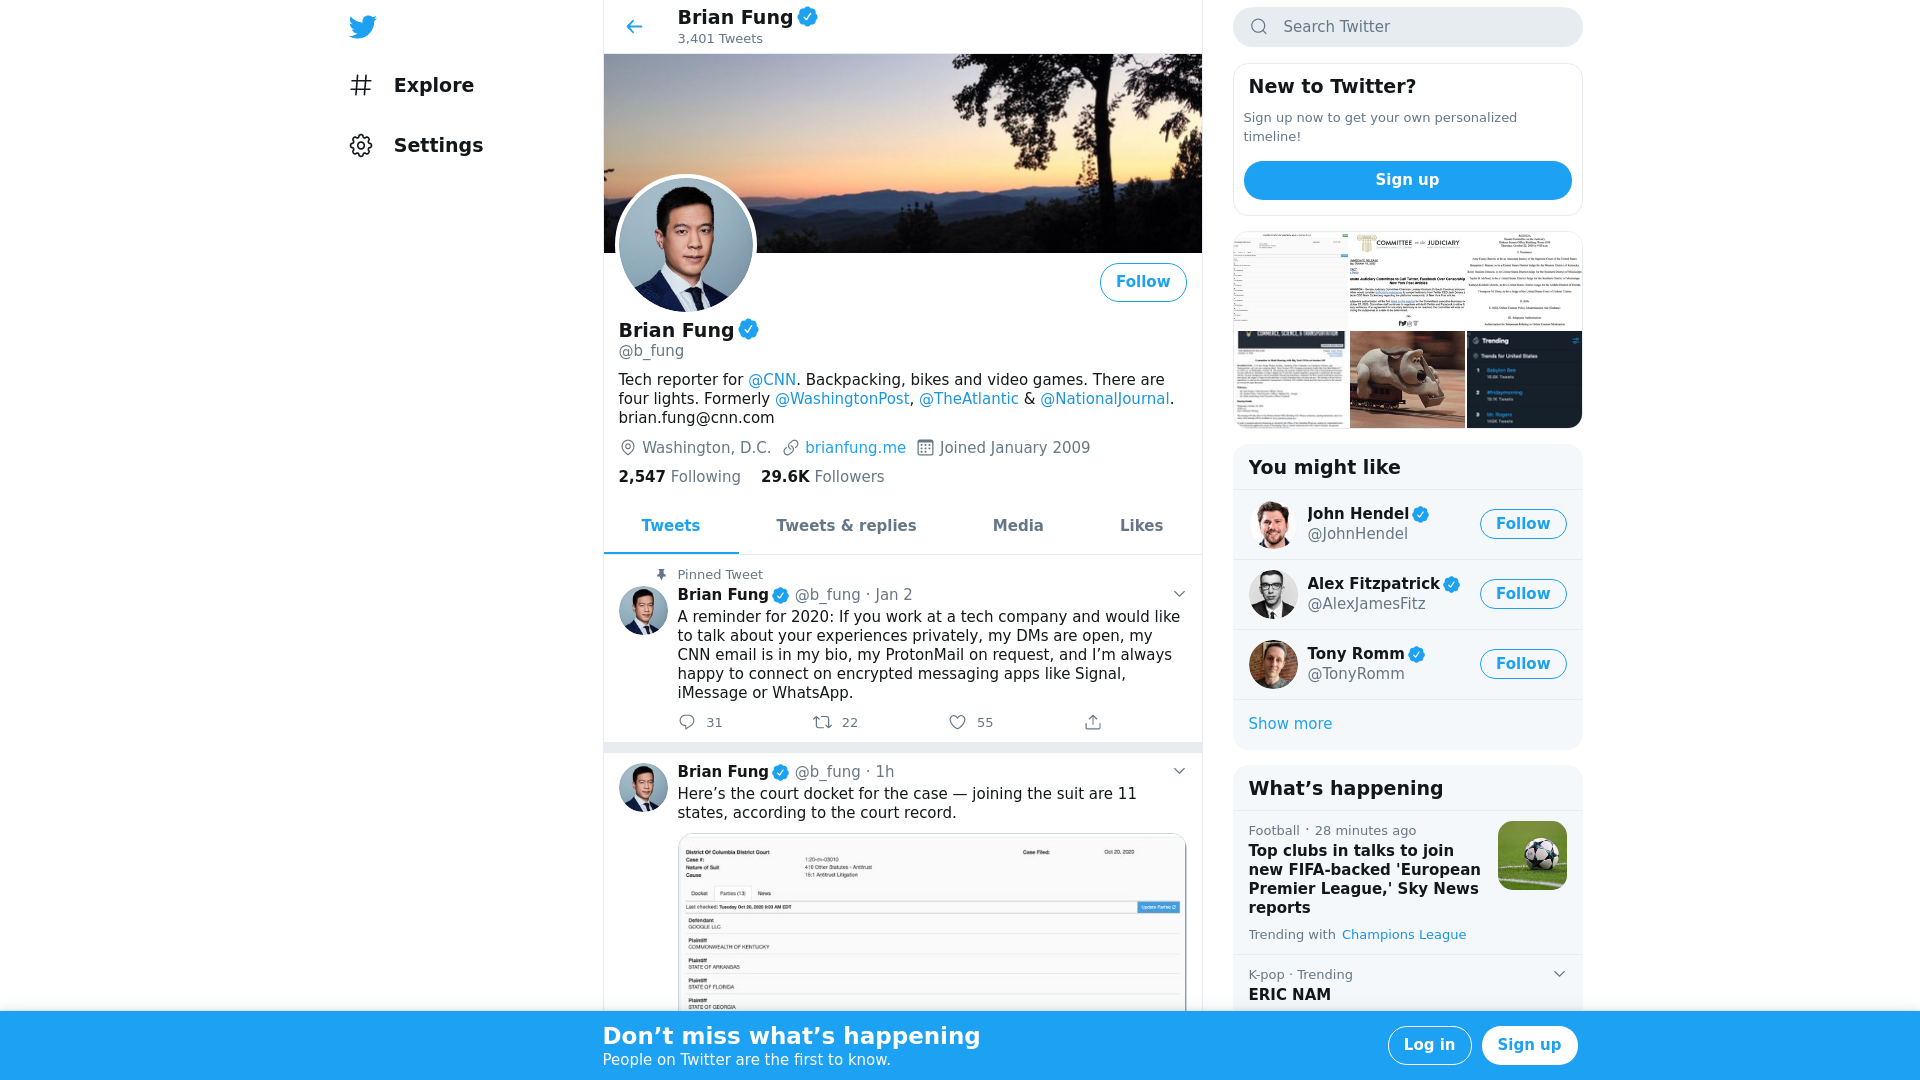 Explore
Settings
Brian Fung
3,401 Tweets
Follow
Brian Fung
@b_fung
Tech reporter for @CNN. Backpacking, bikes and video games. There are
four lights. Formerly @WashingtonPost, @TheAtlantic & @NationalJournal.
brian.fung@cnn.com
Washington, D.C. brianfung.me Joined January 2009
2,547 Following 29.6K Followers
Tweets Tweets & replies Media Likes
Pinned Tweet
Brian Fung @b_fung · Jan 2
A reminder for 2020: If you work at a tech company and would like
to talk about your experiences privately, my DMs are open, my
CNN email is in my bio, my ProtonMail on request, and I’m always
happy to connect on encrypted messaging apps like Signal,
iMessage or WhatsApp.
31 22 55
Brian Fung @b_fung · 1h
Here’s the court docket for the case — joining the suit are 11
states, according to the court record.
District Of Columbia District Court Case Filed: Oct 20, 2020
Case #: 1:20-cv-03010
Nature of Suit 410 Other Statutes - Antitrust
Cause 15:1 Antitrust Litigation
Docket Parties (13) News
Last checked: Tuesday Oct 20, 2020 9:03 AM EDT
Defendant
GOOGLE LLC
Plaintiff
COMMONWEALTH OF KENTUCKY
Plaintiff
STATE OF ARKANSAS
Plaintiff
STATE OF FLORIDA
Plaintiff
STATE OF GEORGIA
Search Twitter
New to Twitter?
Sign up now to get your own personalized
timeline!
Sign up
COMMITTEE on the JUDICIARY
Trending
Trends for United States
You might like
John Hendel
@JohnHendel
Follow
Alex Fitzpatrick
@AlexJamesFitz
Follow
Tony Romm
@TonyRomm
Follow
Show more
What’s happening
Football · 28 minutes ago
Top clubs in talks to join
new FIFA-backed 'European
Premier League,' Sky News
reports
Trending with Champions League
K-pop · Trending
ERIC NAM
Don’t miss what’s happening
People on Twitter are the first to know.
Log in
Sign up